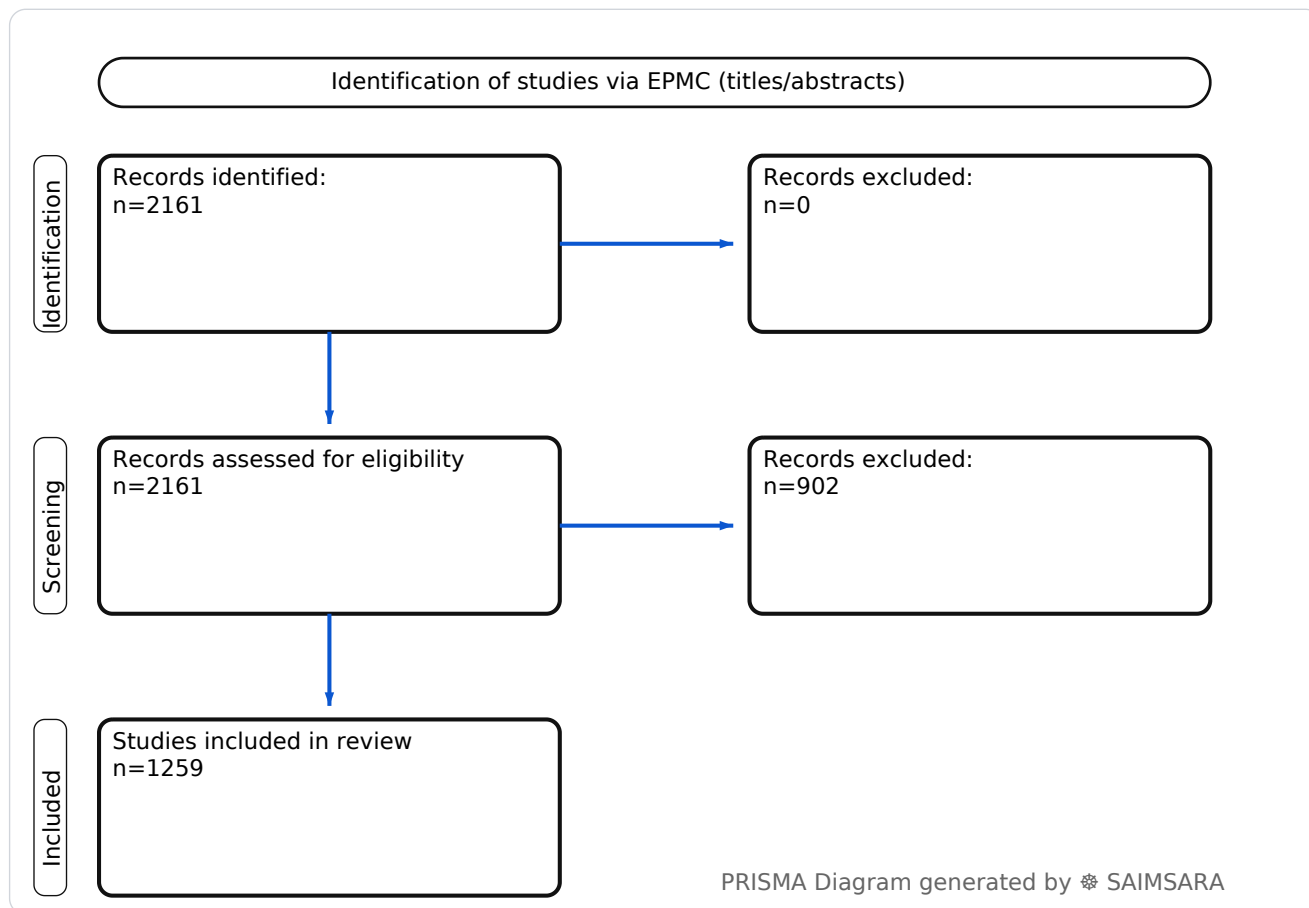 Identification of studies via EPMC (titles/abstracts)
Identification
Records identified:
n=2161
Records excluded:
n=0
Screening
Records assessed for eligibility
n=2161
Records excluded:
n=902
Included
Studies included in review
n=1259
PRISMA Diagram generated by ☸ SAIMSARA